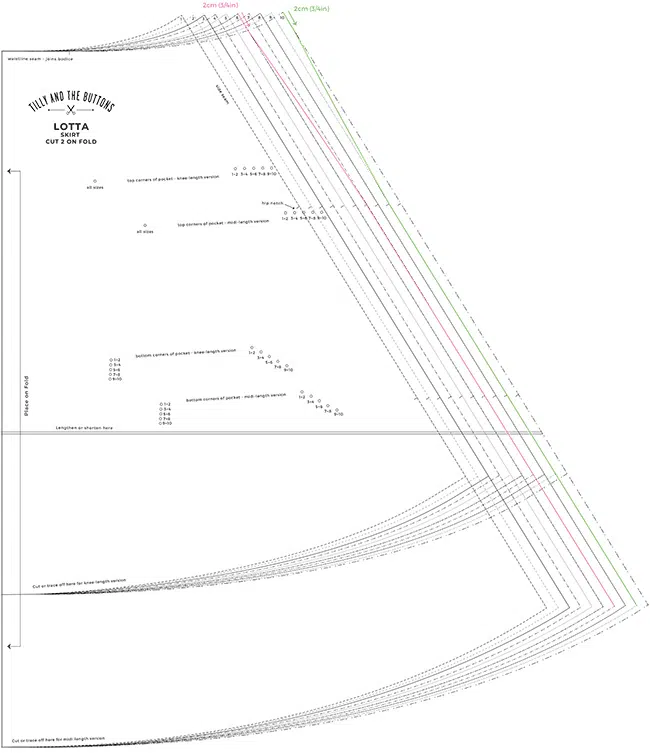 2cm (3/4in)
2cm (3/4in)
1 2 3 4 5 6 7 8 9 10
waistline seam - joins bodice
side seam
TILLY AND THE BUTTONS
LOTTA
SKIRT
CUT 2 ON FOLD
top corners of pocket - knee-length version
1-2 3-4 5-6 7-8 9-10
all sizes
hip notch
top corners of pocket - midi-length version
1-2 3-4 5-6 7-8 9-10
all sizes
bottom corners of pocket - knee-length version
1-2
3-4
5-6
7-8
9-10
1-2
3-4
5-6
7-8
9-10
bottom corners of pocket - midi-length version
1-2
3-4
5-6
7-8
9-10
1-2
3-4
5-6
7-8
9-10
Place on Fold
Lengthen or shorten here
Cut or trace off here for knee-length version
Cut or trace off here for midi length version